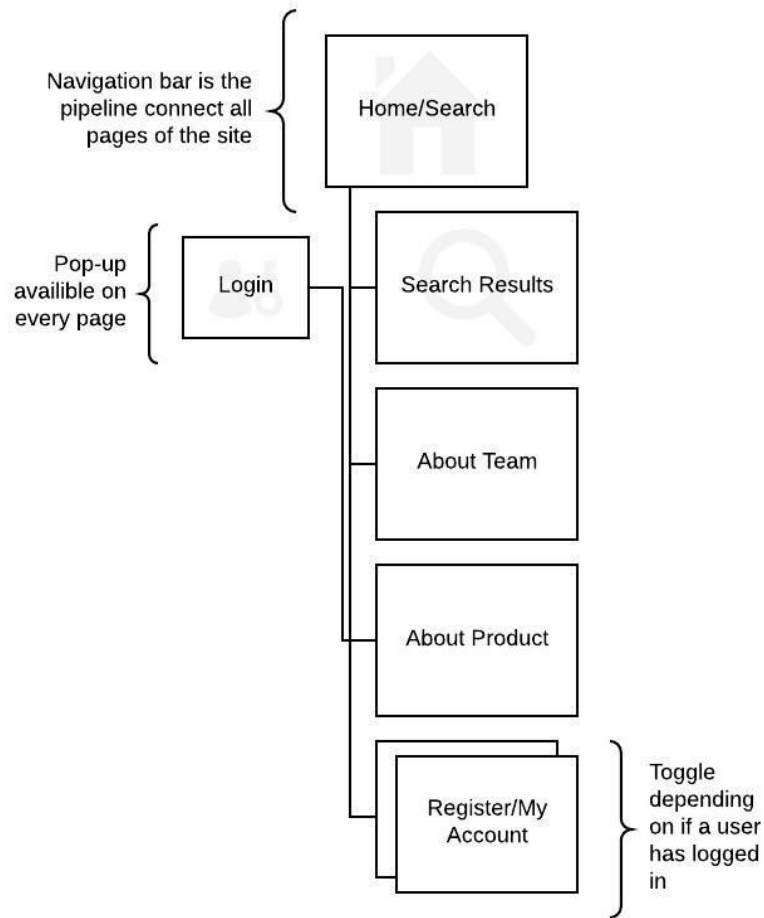 Navigation bar is the
pipeline connect all
pages of the site
Home/Search
Pop-up
availible on
every page
Login
Search Results
About Team
About Product
Register/My
Account
Toggle
depending
on if a user
has logged
in